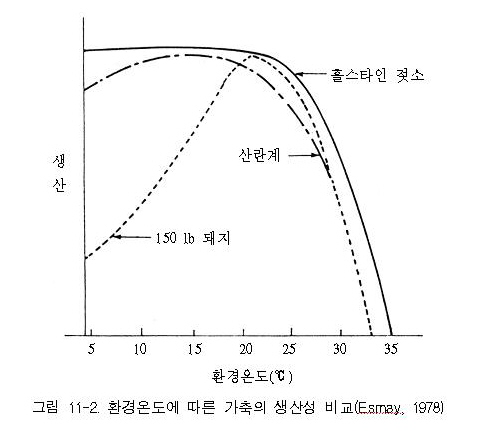 홀스타인 젖소
생
산
산란계
150 lb 돼지
5 10 15 20 25 30 35
환경온도(℃)
그림 11-2. 환경온도에 따른 가축의 생산성 비교(Esmay, 1978)